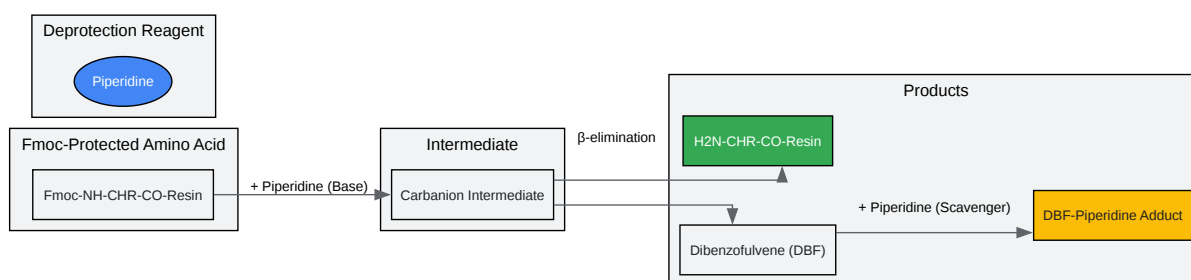 Deprotection Reagent
Piperidine
Fmoc-Protected Amino Acid
Fmoc-NH-CHR-CO-Resin
+ Piperidine (Base)
Intermediate
Carbanion Intermediate
β-elimination
Products
H2N-CHR-CO-Resin
Dibenzofulvene (DBF)
+ Piperidine (Scavenger)
DBF-Piperidine Adduct